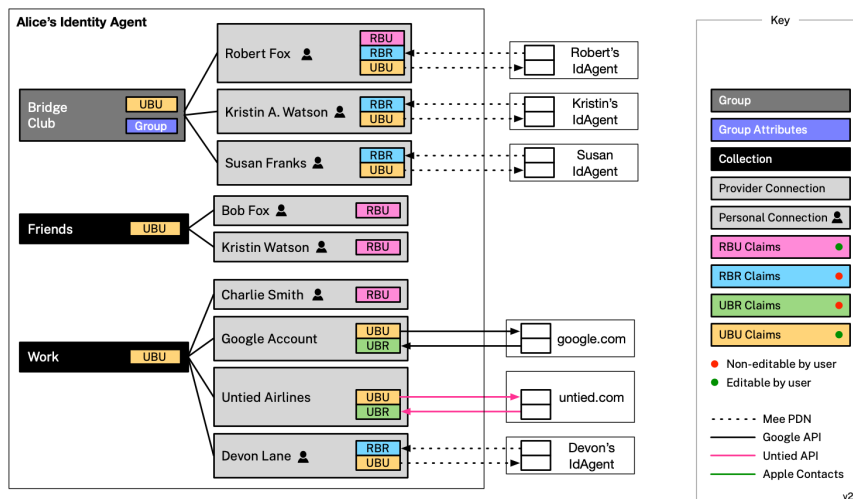 Alice's Identity Agent
Bridge
Club
UBU
Group
Robert Fox
RBU
RBR
UBU
Robert's
IdAgent
Kristin A. Watson
RBR
UBU
Kristin's
IdAgent
Susan Franks
RBR
UBU
Susan
IdAgent
Friends
UBU
Bob Fox
RBU
Kristin Watson
RBU
Work
UBU
Charlie Smith
RBU
Google Account
UBU
UBR
google.com
Untied Airlines
UBU
UBR
untied.com
Devon Lane
RBR
UBU
Devon's
IdAgent
Key
Group
Group Attributes
Collection
Provider Connection
Personal Connection
RBU Claims
RBR Claims
UBR Claims
UBU Claims
Non-editable by user
Editable by user
Mee PDN
Google API
Untied API
Apple Contacts
v2